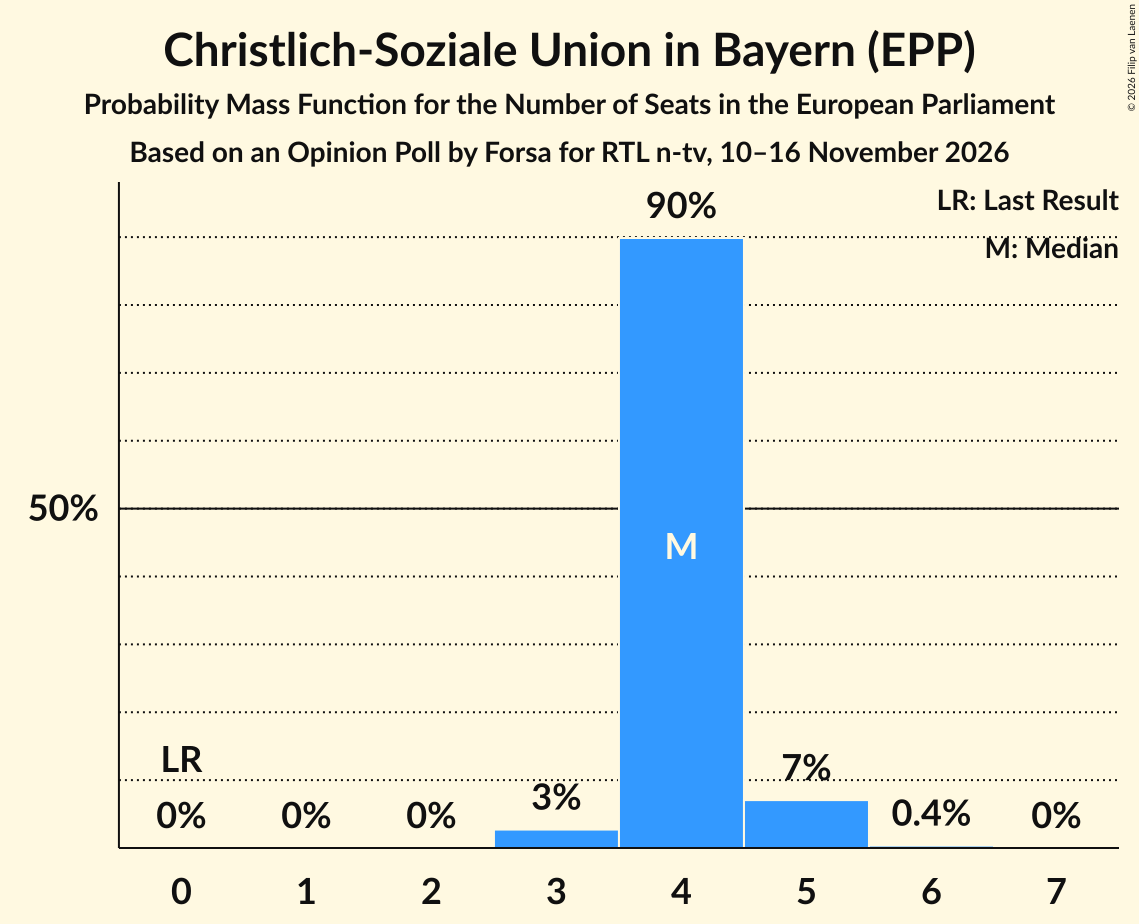 Christlich-Soziale Union in Bayern (EPP)
Probability Mass Function for the Number of Seats in the European Parliament
Based on an Opinion Poll by Forsa for RTL n-tv, 10–16 November 2026
© 2026 Filip van Laenen
LR: Last Result
M: Median
90%
50%
M
LR
0%
0%
0%
3%
7%
0.4%
0%
0
1
2
3
4
5
6
7